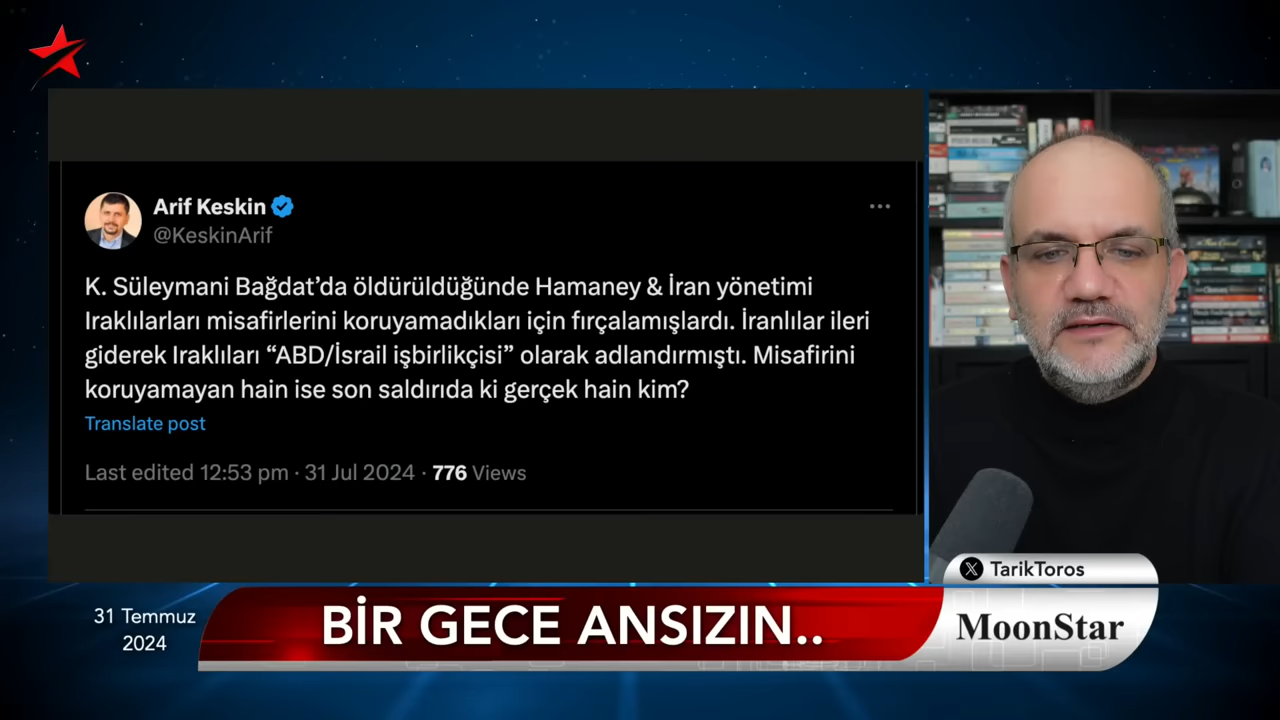 Arif Keskin
@KeskinArif
K. Süleymani Bağdat’da öldürüldüğünde Hamaney & İran yönetimi
Iraklılarları misafirlerini koruyamadıkları için fırçalamışlardı. İranlılar ileri
giderek Iraklıları “ABD/İsrail işbirlikçisi” olarak adlandırmıştı. Misafirini
koruyamayan hain ise son saldırıda ki gerçek hain kim?
Translate post
Last edited 12:53 pm · 31 Jul 2024 · 776 Views
TarikToros
31 Temmuz
2024
BİR GECE ANSIZIN..
MoonStar